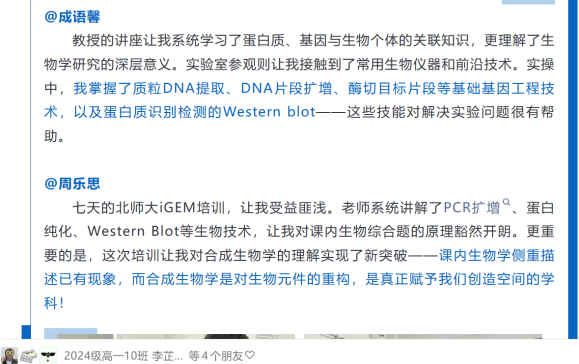 @成语馨
教授的讲座让我系统学习了蛋白质、基因与生物个体的关联知识，更理解了生
物学研究的深层意义。实验室参观则让我接触到了常用生物仪器和前沿技术。实操
中，我掌握了质粒DNA提取、DNA片段扩增、酶切目标片段等基础基因工程技
术，以及蛋白质识别检测的Western blot——这些技能对解决实验问题很有帮
助。
@周乐思
七天的北师大iGEM培训，让我受益匪浅。老师系统讲解了PCR扩增、蛋白
纯化、Western Blot等生物技术，让我对课内生物综合题的原理豁然开朗。更重
要的是，这次培训让我对合成生物学的理解实现了新突破——课内生物学侧重描
述已有现象，而合成生物学是对生物元件的重构，是真正赋予我们创造空间的学
科！
2024级高一10班 李芷... 等4个朋友♡